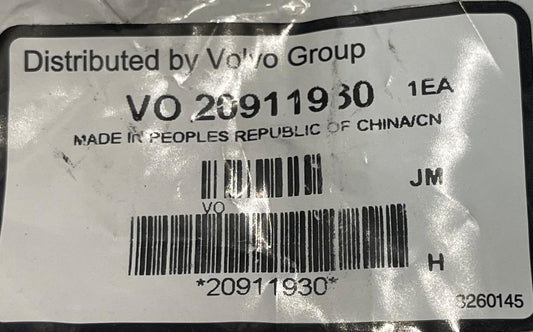 Distributed by Volvo Group
VO 20911930 1EA
MADE IN PEOPLES REPUBLIC OF CHINA/CN
JM
VO
H
*20911930*
3260145